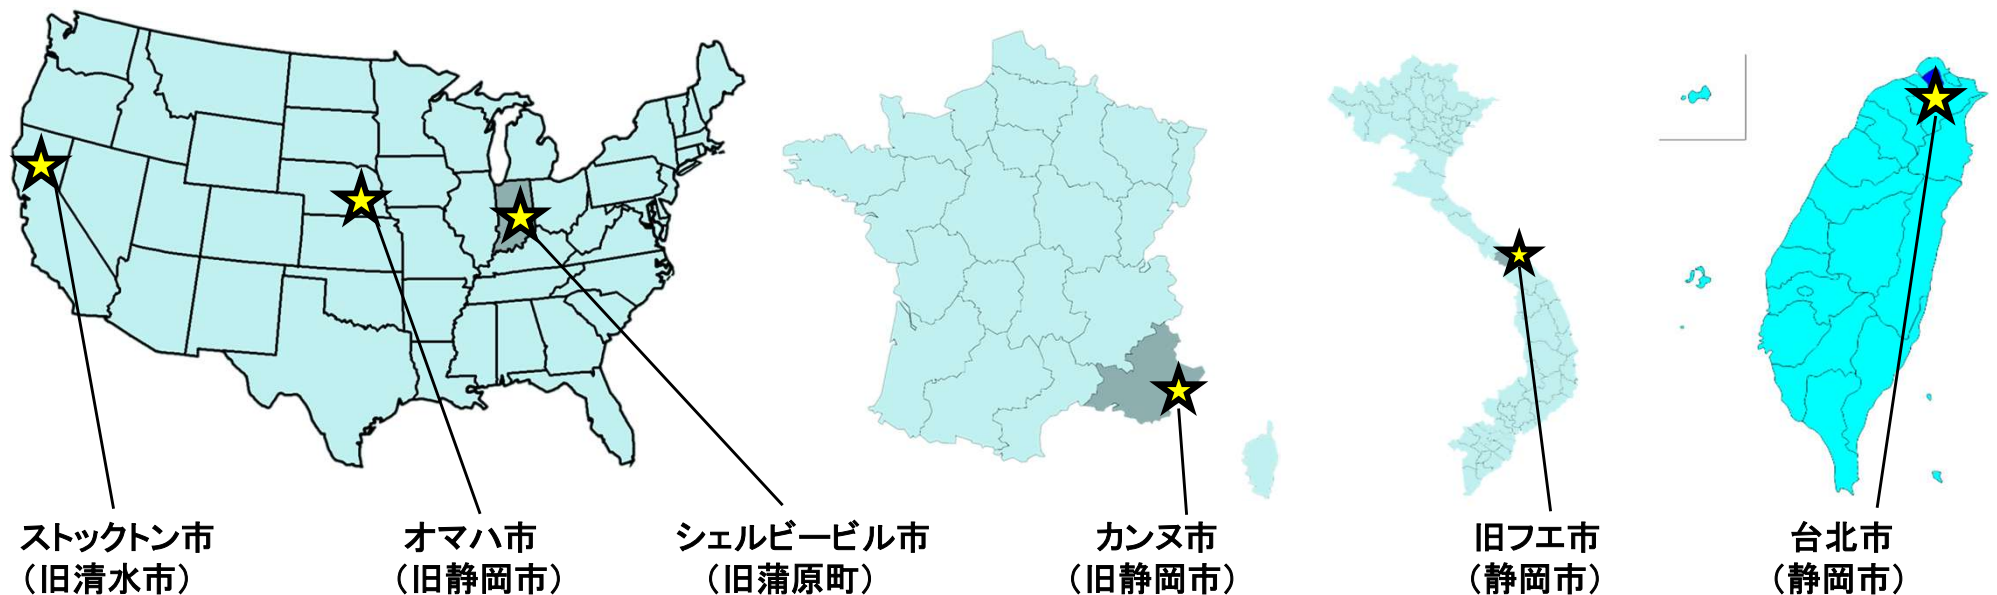 ストックトン市
（旧清水市）
オマハ市
（旧静岡市）
シェルビービル市
（旧蒲原町）
カンヌ市
（旧静岡市）
旧フエ市
（静岡市）
台北市
（静岡市）